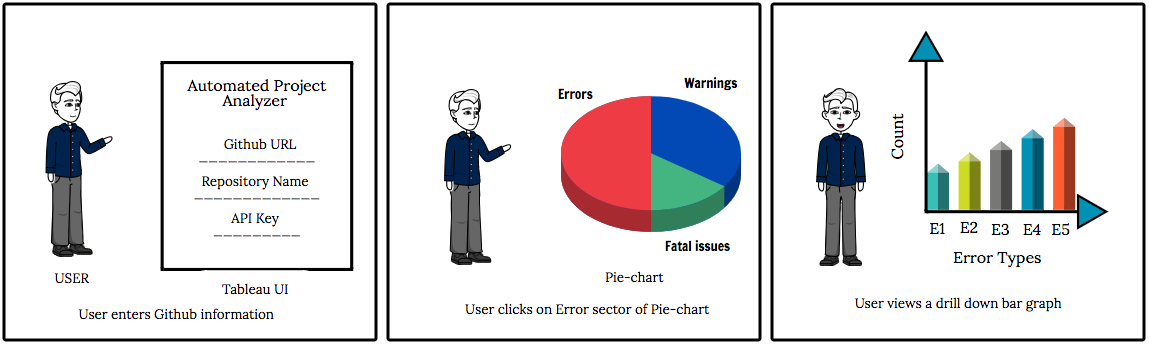 Automated Project
Analyzer
Github URL
Repository Name
API Key
USER
Tableau UI
User enters Github information
Errors
Warnings
Fatal issues
Pie-chart
User clicks on Error sector of Pie-chart
Count
E1 E2 E3 E4 E5
Error Types
User views a drill down bar graph